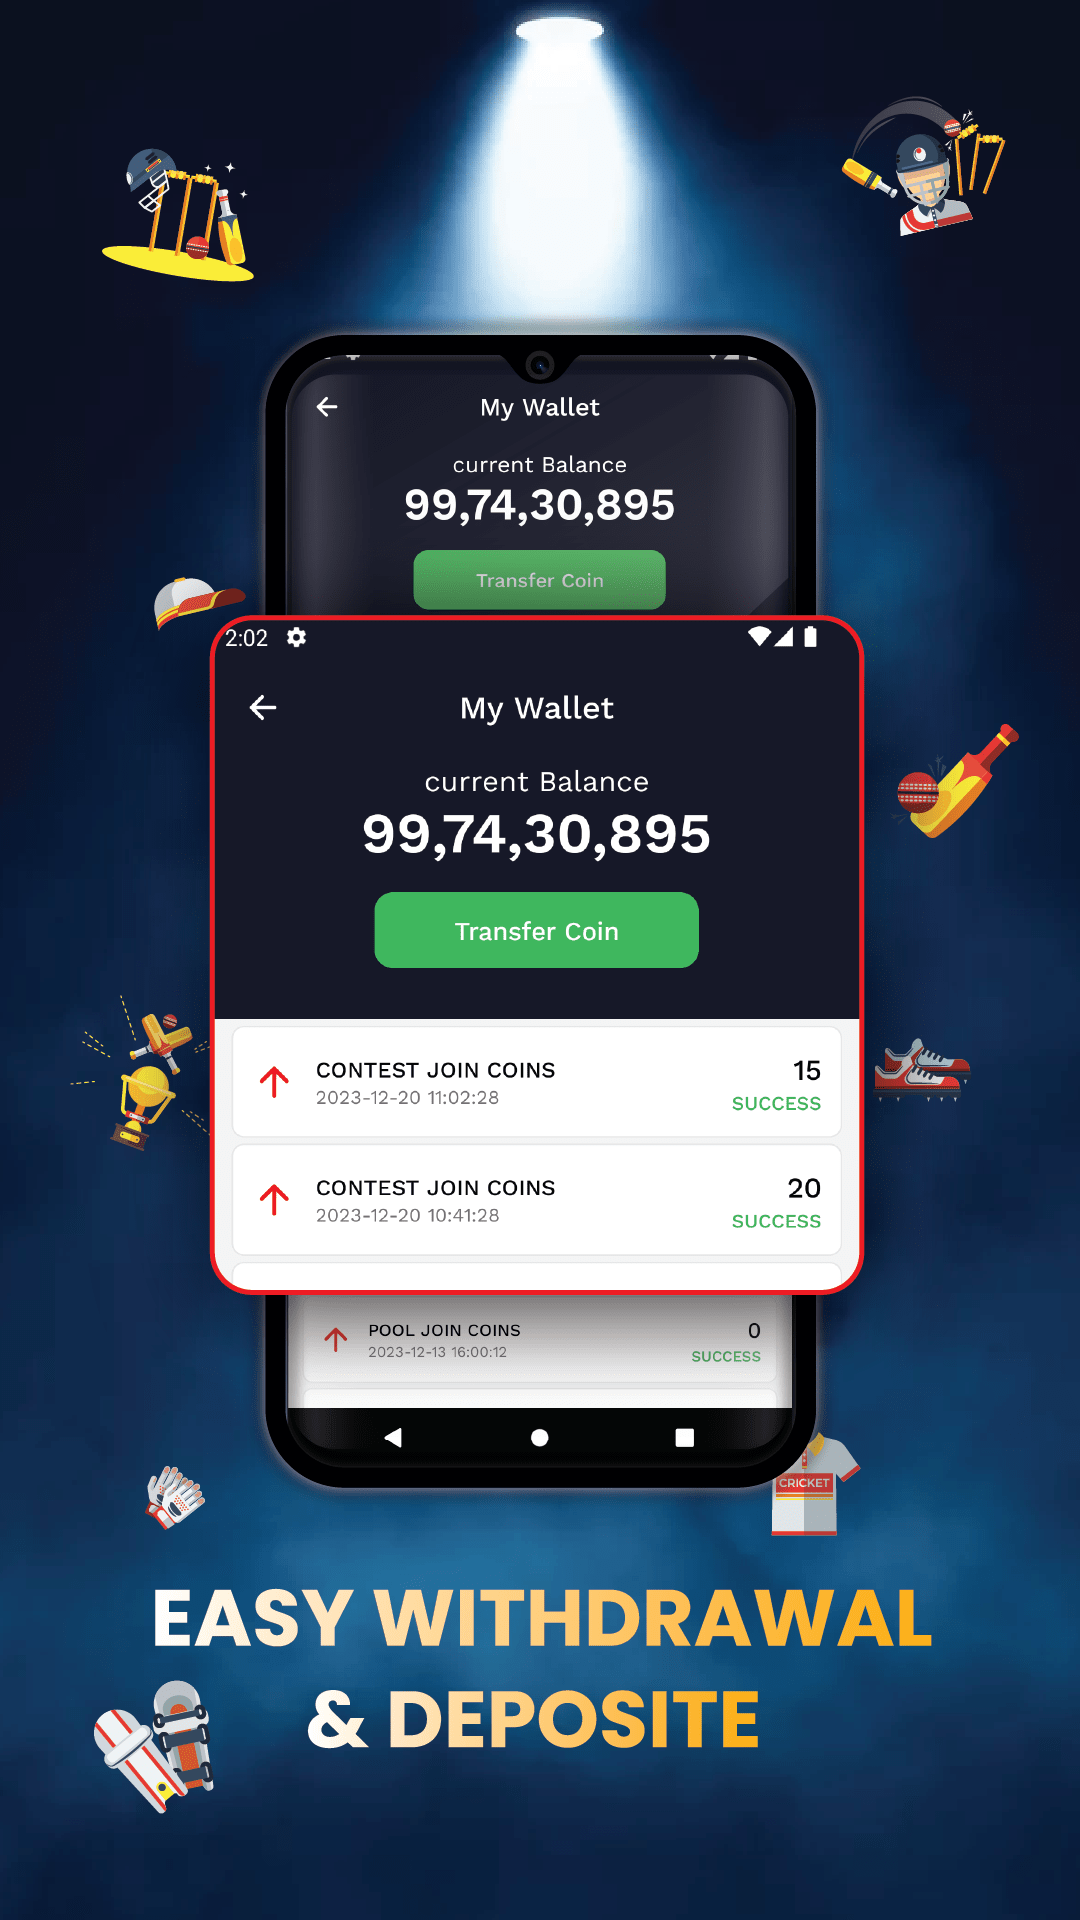 My Wallet
current Balance
99,74,30,895
Transfer Coin
2:02
My Wallet
current Balance
99,74,30,895
Transfer Coin
CONTEST JOIN COINS
15
2023-12-20 11:02:28
SUCCESS
CONTEST JOIN COINS
20
2023-12-20 10:41:28
SUCCESS
POOL JOIN COINS
0
2023-12-13 16:00:12
SUCCESS
CRICKET
EASY WITHDRAWAL
& DEPOSITE